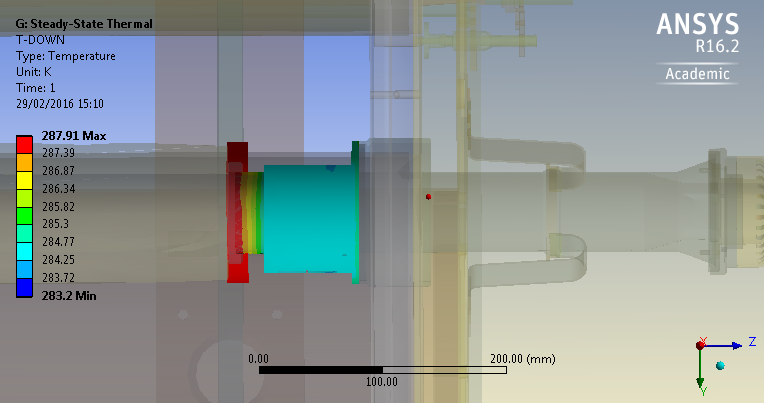 G: Steady-State Thermal
T-DOWN
Type: Temperature
Unit: K
Time: 1
29/02/2016 15:10
287.91 Max
287.39
286.87
286.34
285.82
285.3
284.77
284.25
283.72
283.2 Min
ANSYS
R16.2
Academic
0.00
200.00 (mm)
100.00
X
Z
Y